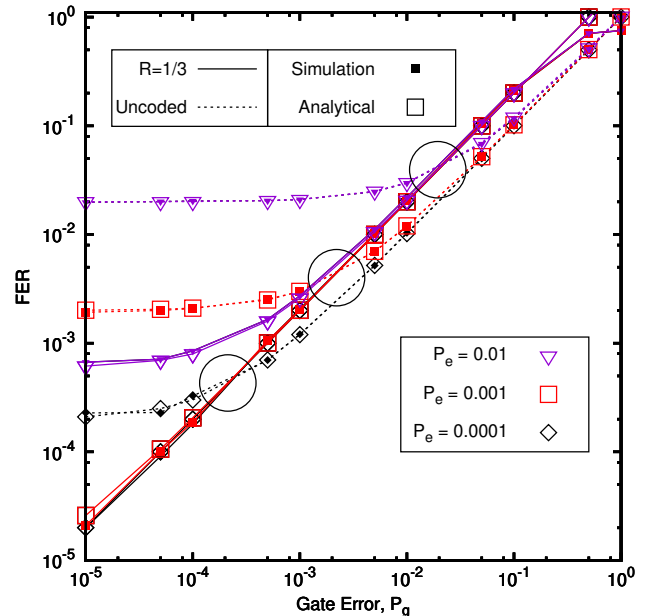 10^0
10^-1
10^-2
10^-3
10^-4
10^-5
FER
R=1/3
Simulation
Uncoded
Analytical
P_e = 0.01
P_e = 0.001
P_e = 0.0001
10^-5
10^-4
10^-3
10^-2
10^-1
10^0
Gate Error, P_g